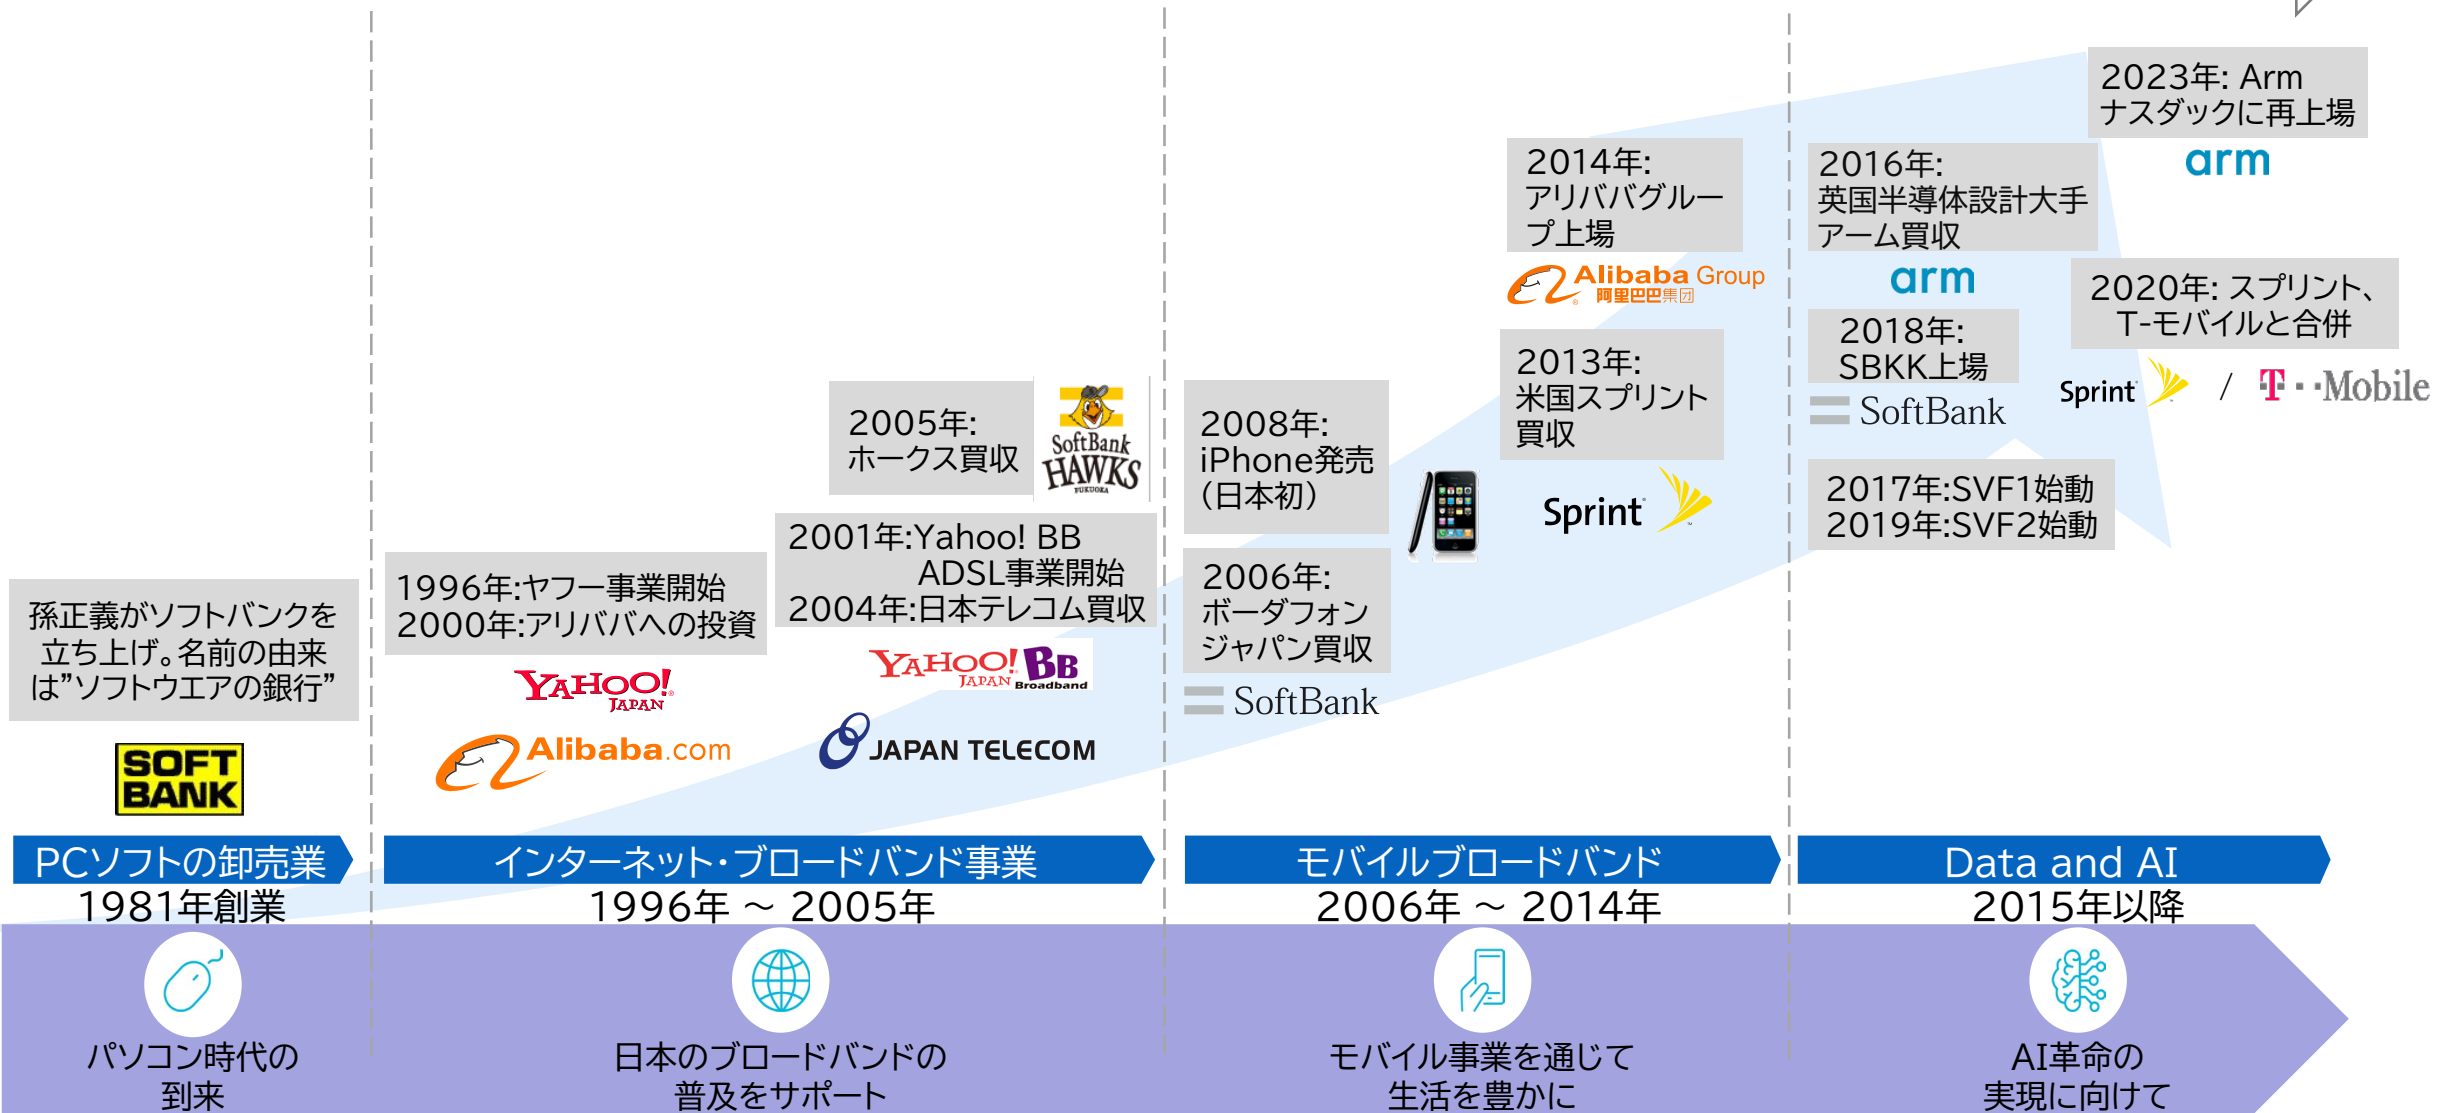 孫正義がソフトバンクを
立ち上げ。名前の由来
は”ソフトウエアの銀行”
SOFT
BANK
PCソフトの卸売業
1981年創業
パソコン時代の
到来
1996年:ヤフー事業開始
2000年:アリババへの投資
YAHOO!
JAPAN
Alibaba.com
2005年:
ホークス買収
SoftBank
HAWKS
FUKUOKA
2001年:Yahoo! BB
ADSL事業開始
2004年:日本テレコム買収
YAHOO! BB
JAPAN Broadband
JAPAN TELECOM
インターネット・ブロードバンド事業
1996年 ～ 2005年
日本のブロードバンドの
普及をサポート
2008年:
iPhone発売
（日本初）
2006年:
ボーダフォン
ジャパン買収
SoftBank
2014年:
アリババグルー
プ上場
Alibaba Group
阿里巴巴集团
2013年:
米国スプリント
買収
Sprint
モバイルブロードバンド
2006年 ～ 2014年
モバイル事業を通じて
生活を豊かに
2023年: Arm
ナスダックに再上場
arm
2016年:
英国半導体設計大手
アーム買収
arm
2020年: スプリント、
T-モバイルと合併
Sprint / T··Mobile
2018年:
SBKK上場
SoftBank
2017年:SVF1始動
2019年:SVF2始動
Data and AI
2015年以降
AI革命の
実現に向けて